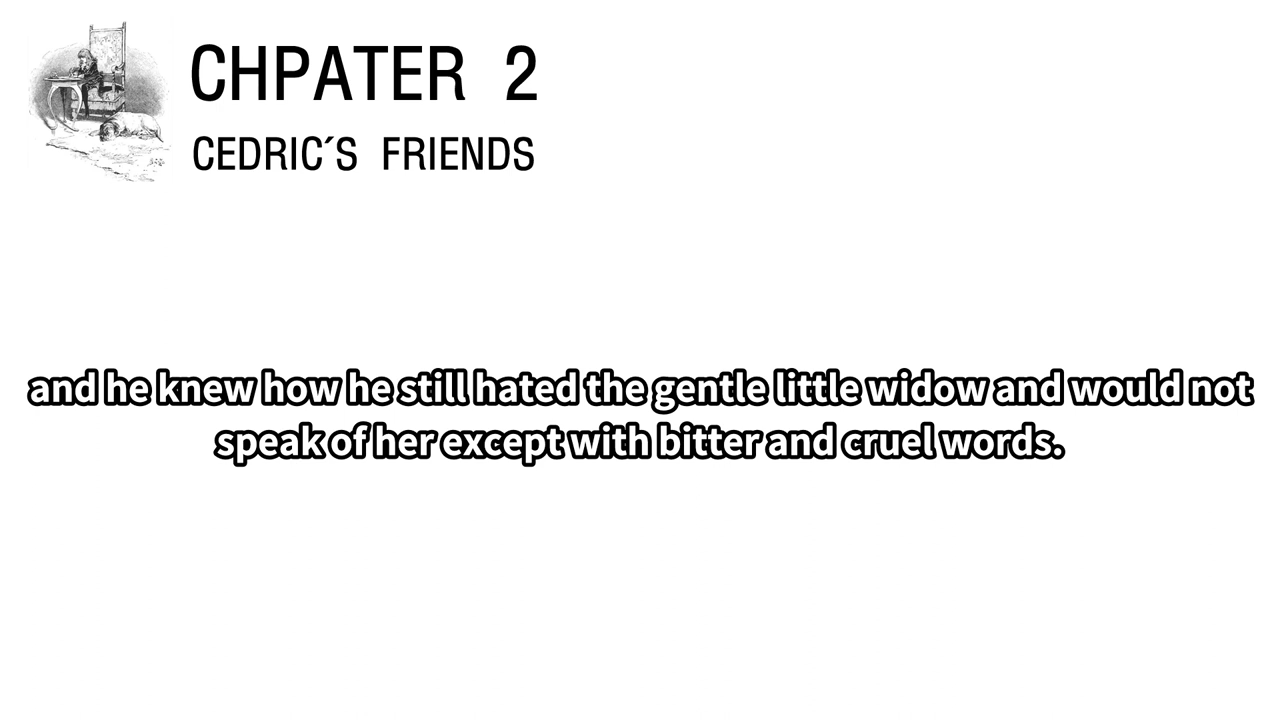 CHPATER 2
CEDRIC´S FRIENDS
and he knew how he still hated the gentle little widow and would not
speak of her except with bitter and cruel words.